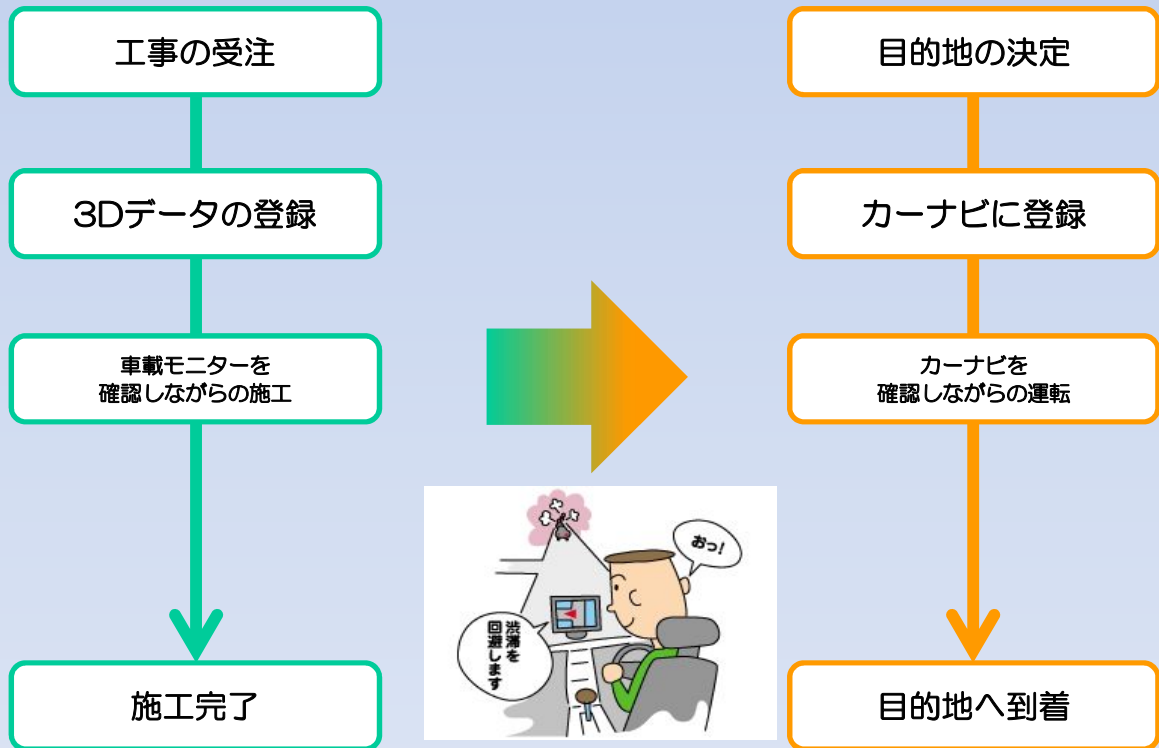 工事の受注
3Dデータの登録
車載モニターを
確認しながらの施工
施工完了
目的地の決定
カーナビに登録
カーナビを
確認しながらの運転
目的地へ到着
おっ!
渋滞を
回避します